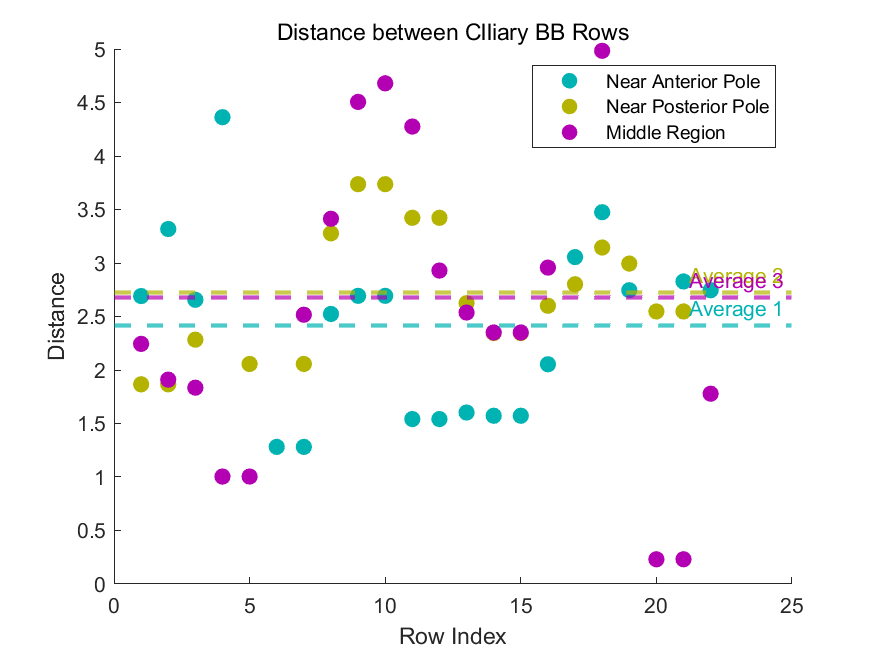 Distance between CIliary BB Rows
5
4.5
4
3.5
3
2.5
2
1.5
1
0.5
0
Distance
Near Anterior Pole
Near Posterior Pole
Middle Region
Average 2
Average 3
Average 1
0 5 10 15 20 25
Row Index